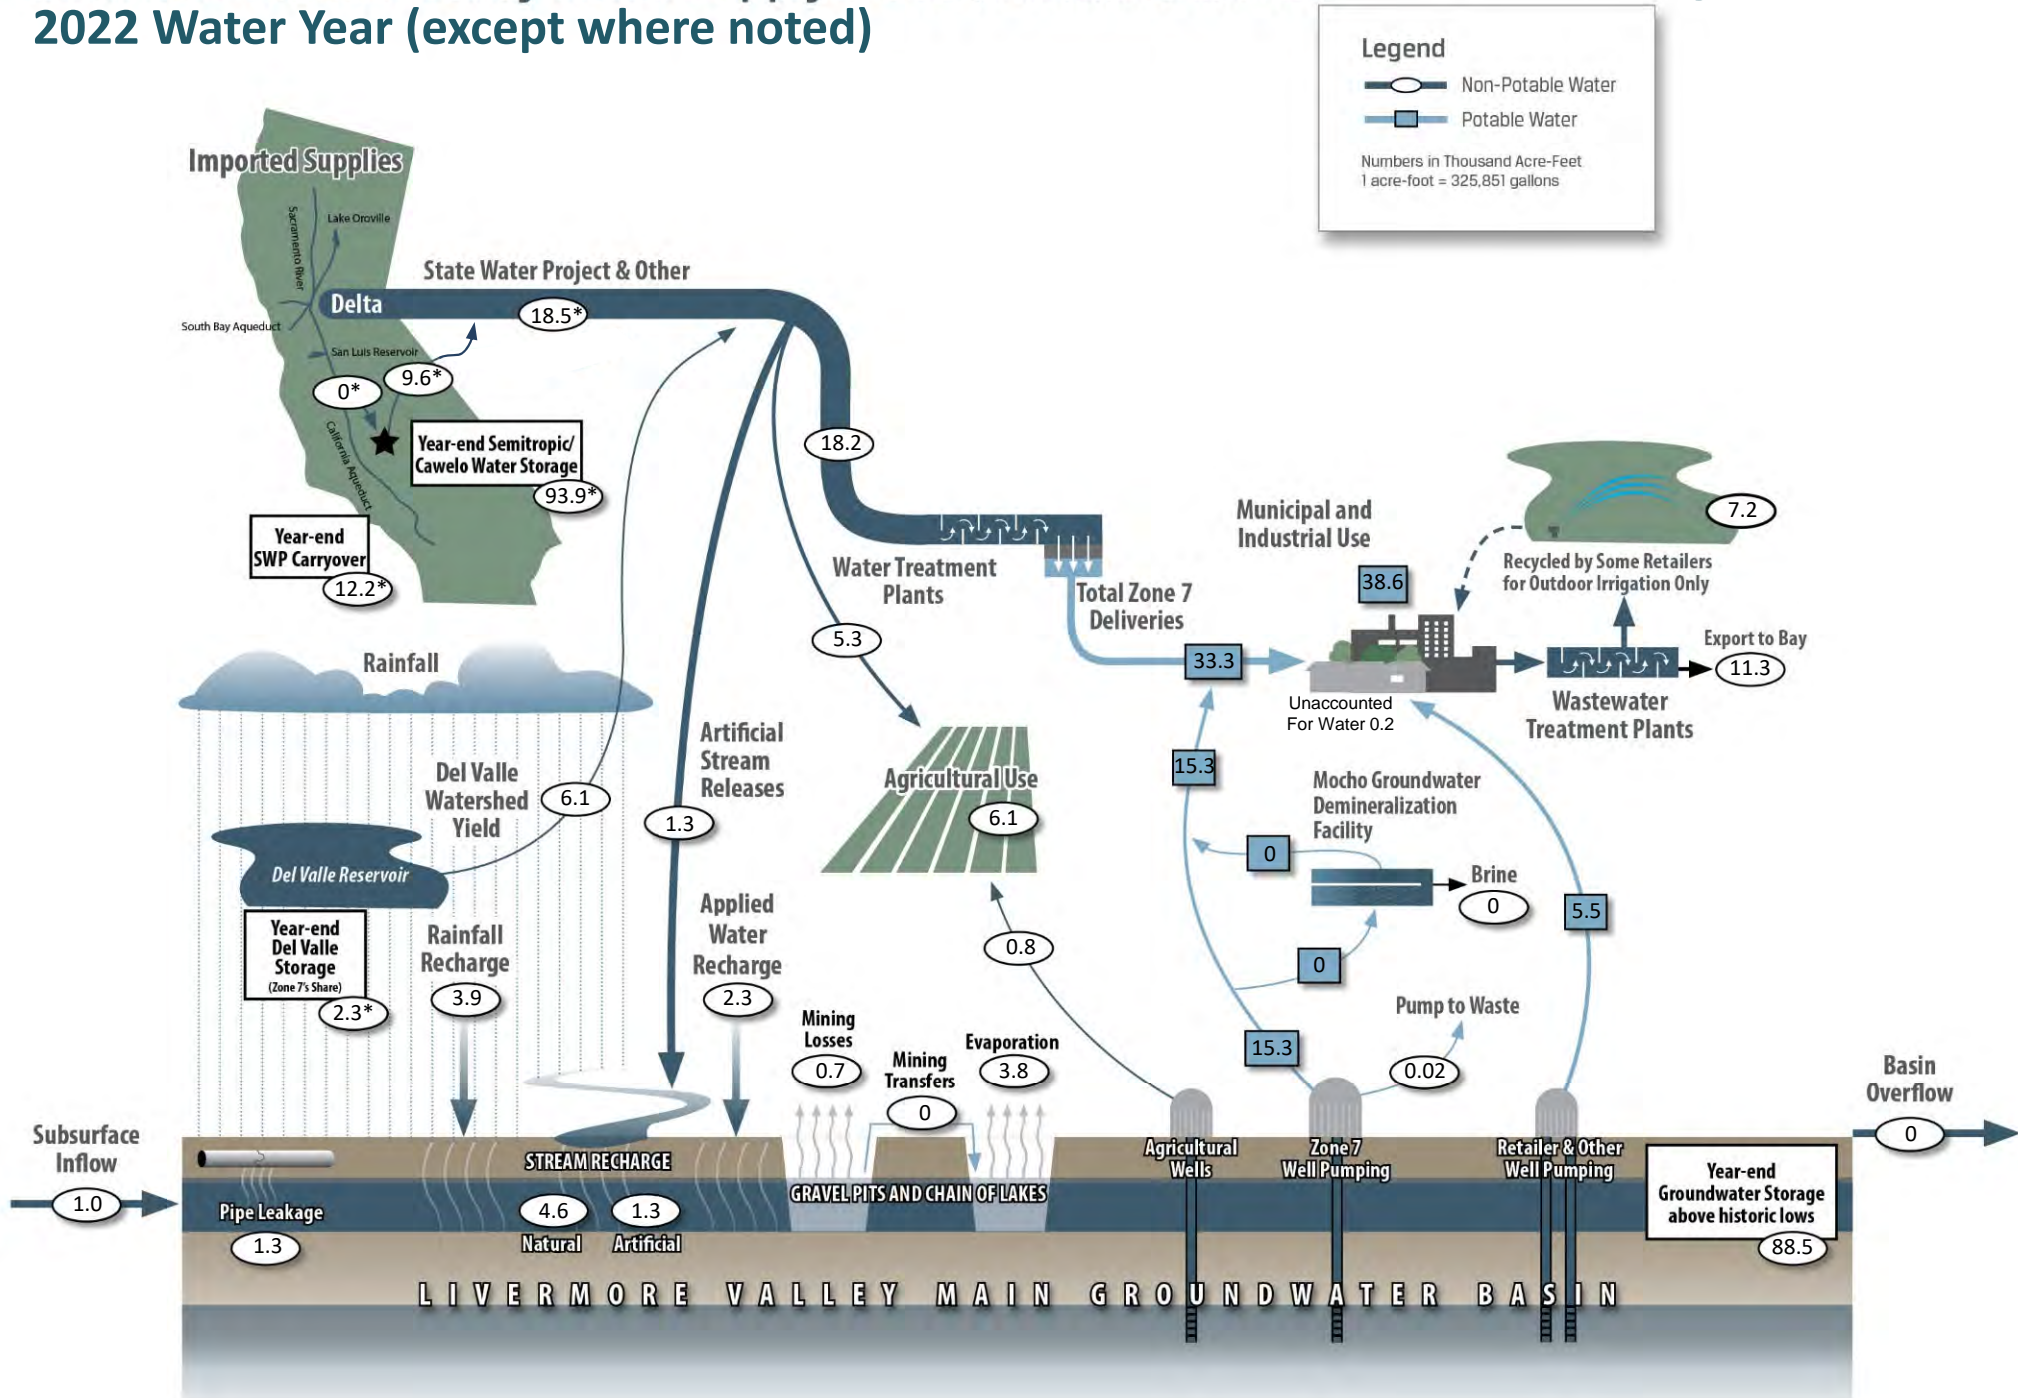 2022 Water Year (except where noted)
Legend
Non-Potable Water
Potable Water
Numbers in Thousand Acre-Feet
1 acre-foot = 325,851 gallons
Imported Supplies
Sacramento River
Lake Oroville
State Water Project & Other
Delta
18.5*
South Bay Aqueduct
San Luis Reservoir
0*
9.6*
California Aqueduct
Year-end Semitropic/
Cawelo Water Storage
93.9*
Year-end
SWP Carryover
12.2*
18.2
Water Treatment
Plants
Total Zone 7
Deliveries
33.3
Municipal and
Industrial Use
38.6
Unaccounted
For Water 0.2
7.2
Recycled by Some Retailers
for Outdoor Irrigation Only
Export to Bay
11.3
Wastewater
Treatment Plants
Rainfall
5.3
Artificial
Stream
Releases
1.3
Del Valle
Watershed
Yield
6.1
Del Valle Reservoir
Year-end
Del Valle
Storage
(Zone 7's Share)
2.3*
Agricultural Use
6.1
15.3
Mocho Groundwater
Demineralization
Facility
0
Brine
0
0
5.5
Rainfall
Recharge
3.9
Applied
Water
Recharge
2.3
0.8
15.3
Pump to Waste
0.02
Mining
Losses
0.7
Mining
Transfers
0
Evaporation
3.8
Basin
Overflow
0
Subsurface
Inflow
1.0
Pipe Leakage
1.3
STREAM RECHARGE
4.6
1.3
Natural
Artificial
GRAVEL PITS AND CHAIN OF LAKES
Agricultural
Wells
Zone 7
Well Pumping
Retailer & Other
Well Pumping
Year-end
Groundwater Storage
above historic lows
88.5
LIVERMORE VALLEY MAIN GROUNDWATER BASIN